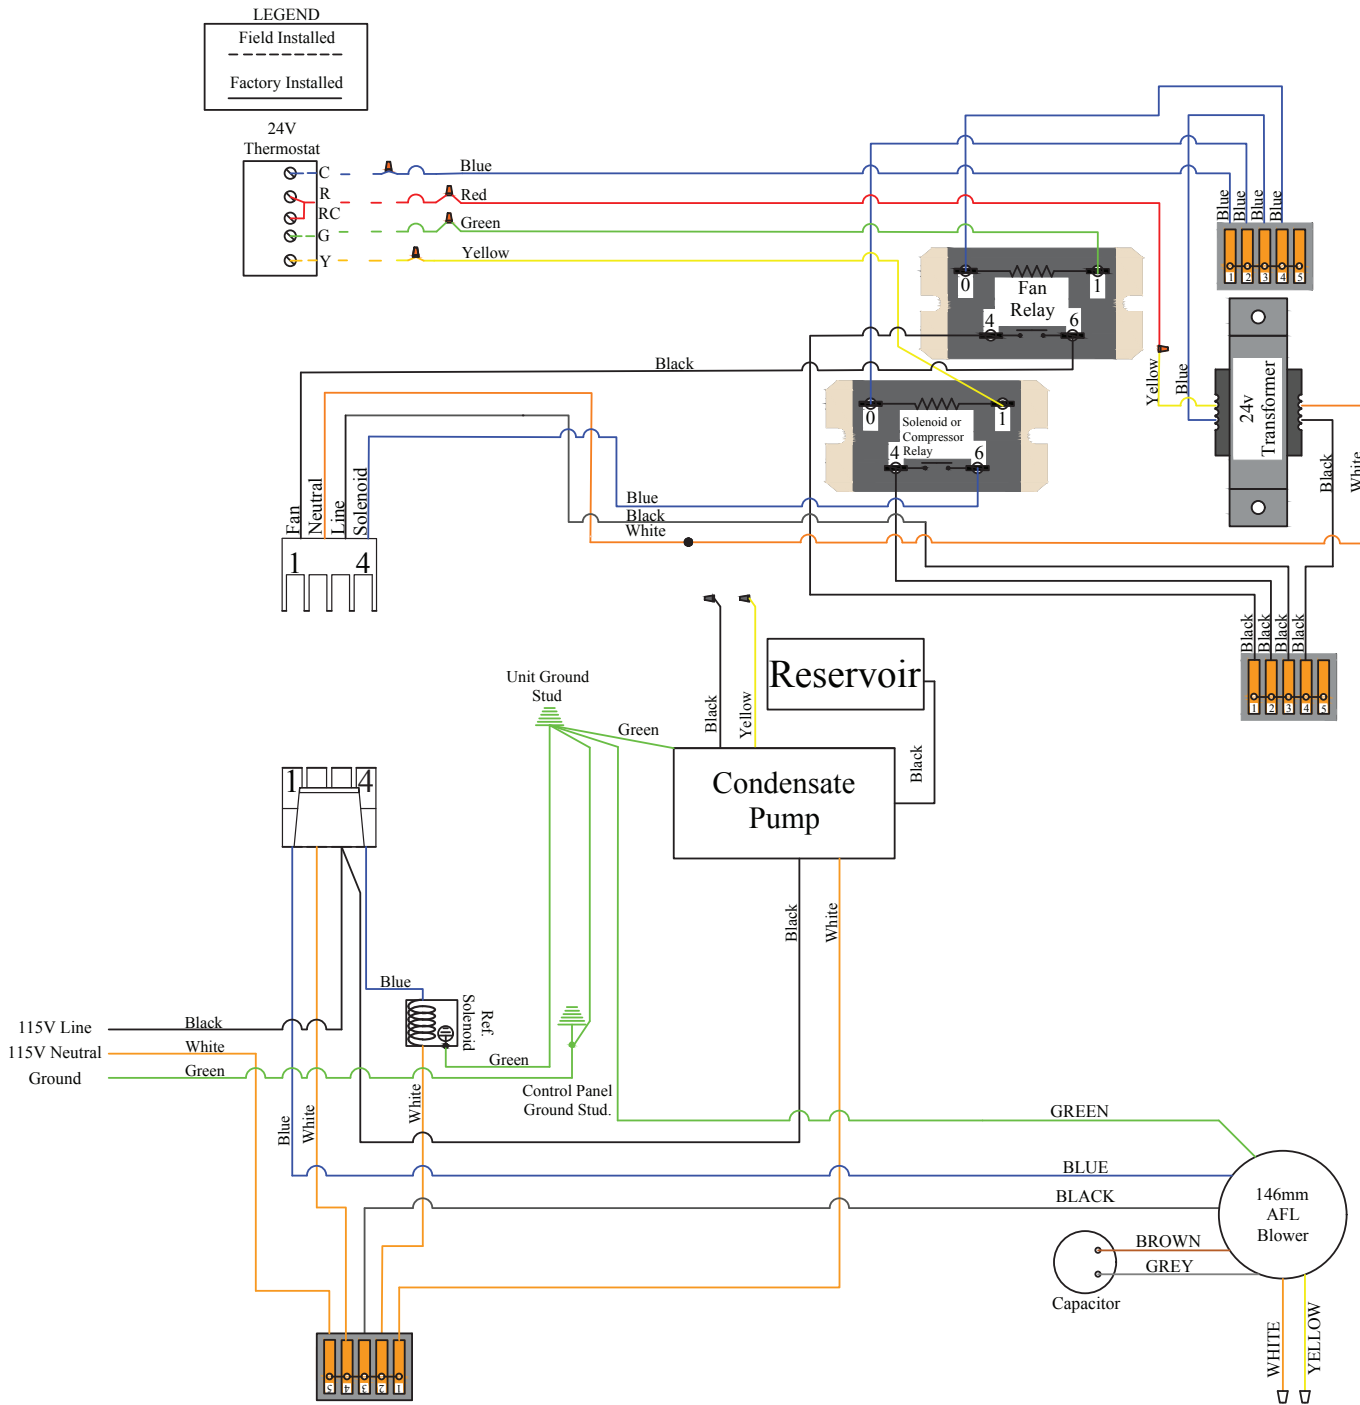 LEGEND
Field Installed
Factory Installed
24V
Thermostat
C
R
RC
G
Y
Blue
Red
Green
Yellow
Blue
Blue
Blue
Blue
1
2
3
4
5
0
1
Fan
Relay
4
6
Black
Yellow
Blue
24v
Transformer
Black
White
0
1
Solenoid or
Compressor
Relay
4
6
Blue
Black
White
Fan
Neutral
Line
Solenoid
1
4
Black
Black
Black
Black
1
2
3
4
5
Reservoir
Black
Yellow
Black
Unit Ground
Stud
Green
Condensate
Pump
1
4
Black
White
Blue
Ref.
Solenoid
115V Line
Black
115V Neutral
White
Ground
Green
Green
Control Panel
Ground Stud.
Blue
White
White
GREEN
BLUE
BLACK
146mm
AFL
Blower
BROWN
GREY
Capacitor
WHITE
YELLOW
5
4
3
2
1